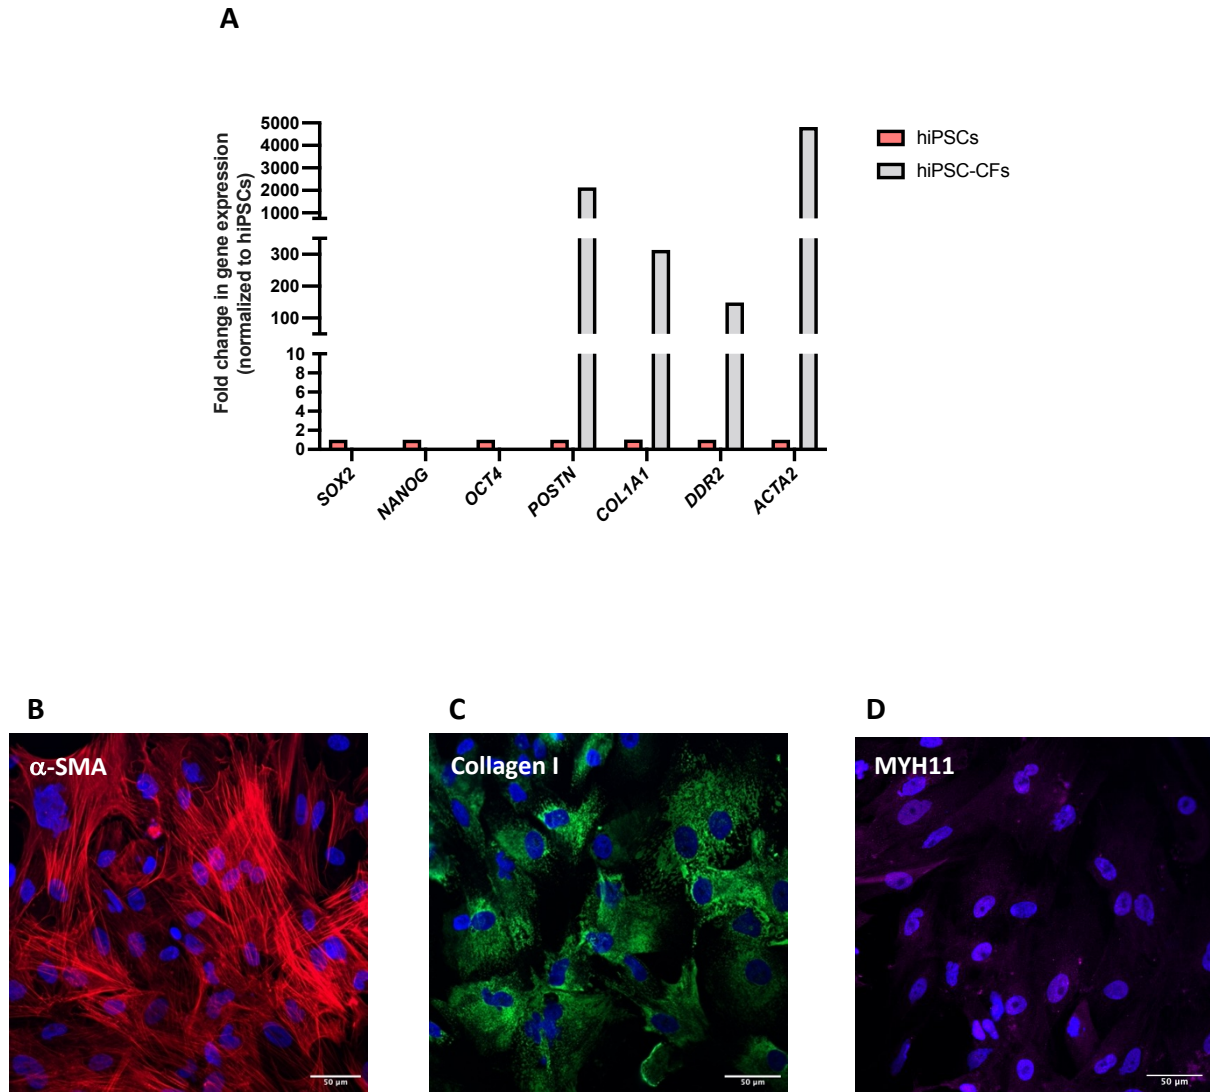 A
Fold change in gene expression
(normalized to hiPSCs)
5000
4000
3000
2000
1000
300
200
100
10
8
6
4
2
0
SOX2
NANOG
OCT4
POSTN
COL1A1
DDR2
ACTA2
hiPSCs
hiPSC-CFs
B
C
D
α-SMA
Collagen I
MYH11
50 μm
50 μm
50 μm